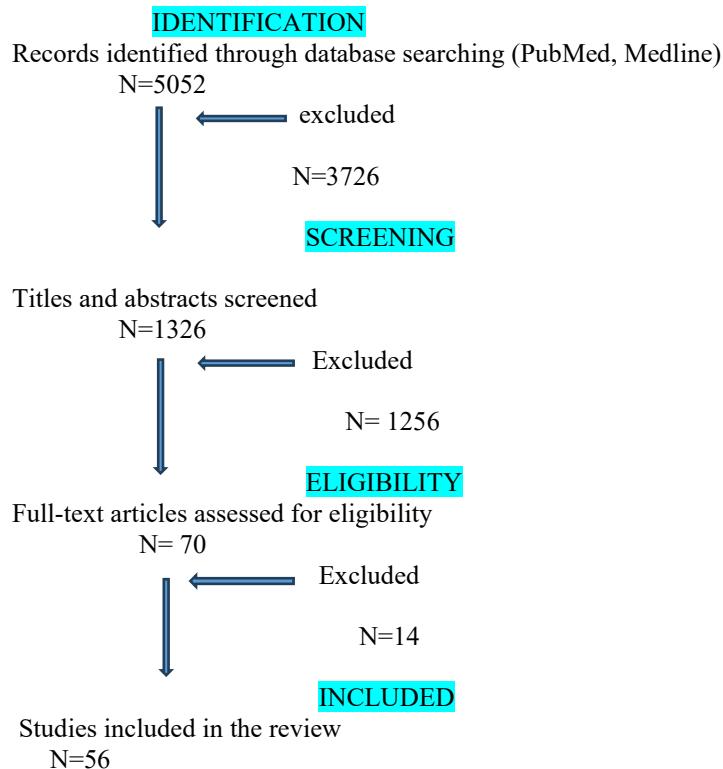 IDENTIFICATION
Records identified through database searching (PubMed, Medline)
N=5052
excluded
N=3726
SCREENING
Titles and abstracts screened
N=1326
Excluded
N= 1256
ELIGIBILITY
Full-text articles assessed for eligibility
N= 70
Excluded
N=14
INCLUDED
Studies included in the review
N=56